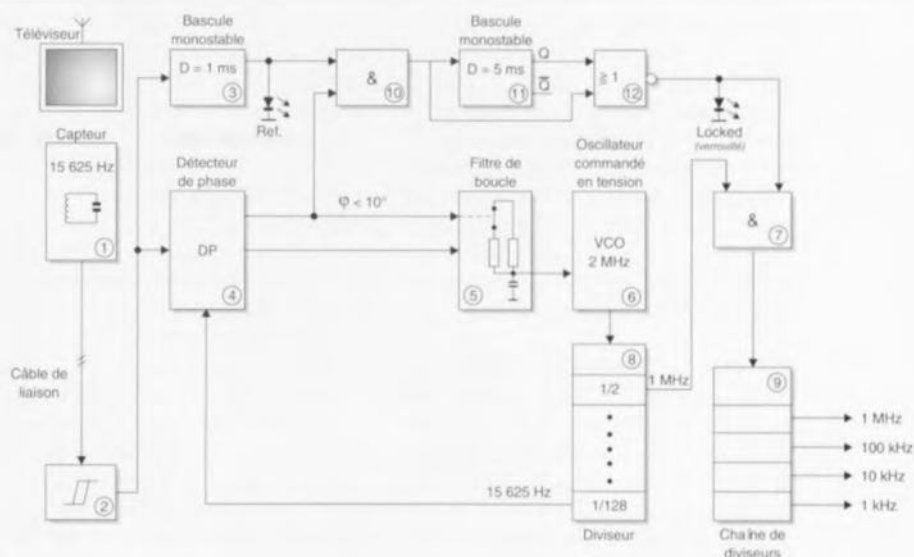 Téléviseur
Bascule
monostable
D = 1 ms
3
Ref.
&
10
Bascule
monostable
D = 5 ms
11
Q
Q̅
≥ 1
12
Locked
(verrouillé)
Capteur
15 625 Hz
1
Détecteur
de phase
DP
4
φ < 10°
Filtre de
boucle
5
Oscillateur
commandé
en tension
VCO
2 MHz
6
&
7
Câble de
liaison
2
8
1/2
1 MHz
1/128
15 625 Hz
Diviseur
9
1 MHz
100 kHz
10 kHz
1 kHz
Chaîne de
diviseurs